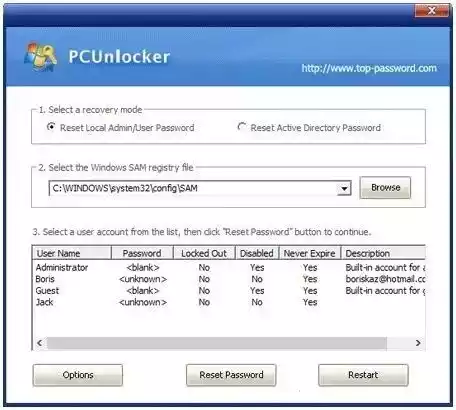 PCUnlocker
http://www.top-password.com
1. Select a recovery mode
Reset Local Admin/User Password Reset Active Directory Password
2. Select the Windows SAM registry file
C:\WINDOWS\system32\config\SAM Browse
3. Select a user account from the list, then click "Reset Password" button to continue.
User Name Password Locked Out Disabled Never Expire Description
Administrator <blank> No Yes Yes Built-in account for a
Boris <unknown> No No Yes boriskaz@hotmail.co
Guest <blank> No Yes Yes Built-in account for g
Jack <unknown> No No Yes
Options Reset Password Restart